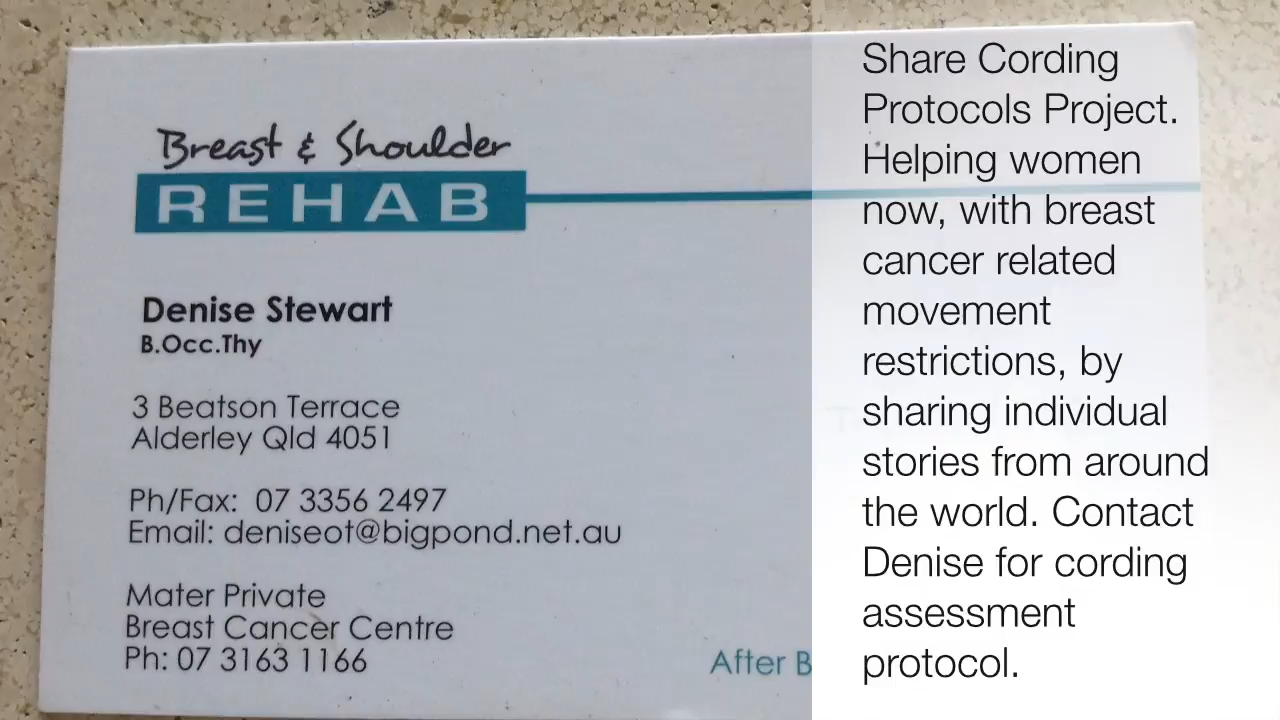 Breast & Shoulder
REHAB
Denise Stewart
B.Occ.Thy
3 Beatson Terrace
Alderley Qld 4051
Ph/Fax: 07 3356 2497
Email: deniseot@bigpond.net.au
Mater Private
Breast Cancer Centre
Ph: 07 3163 1166
After B
Share Cording
Protocols Project.
Helping women
now, with breast
cancer related
movement
restrictions, by
sharing individual
stories from around
the world. Contact
Denise for cording
assessment
protocol.